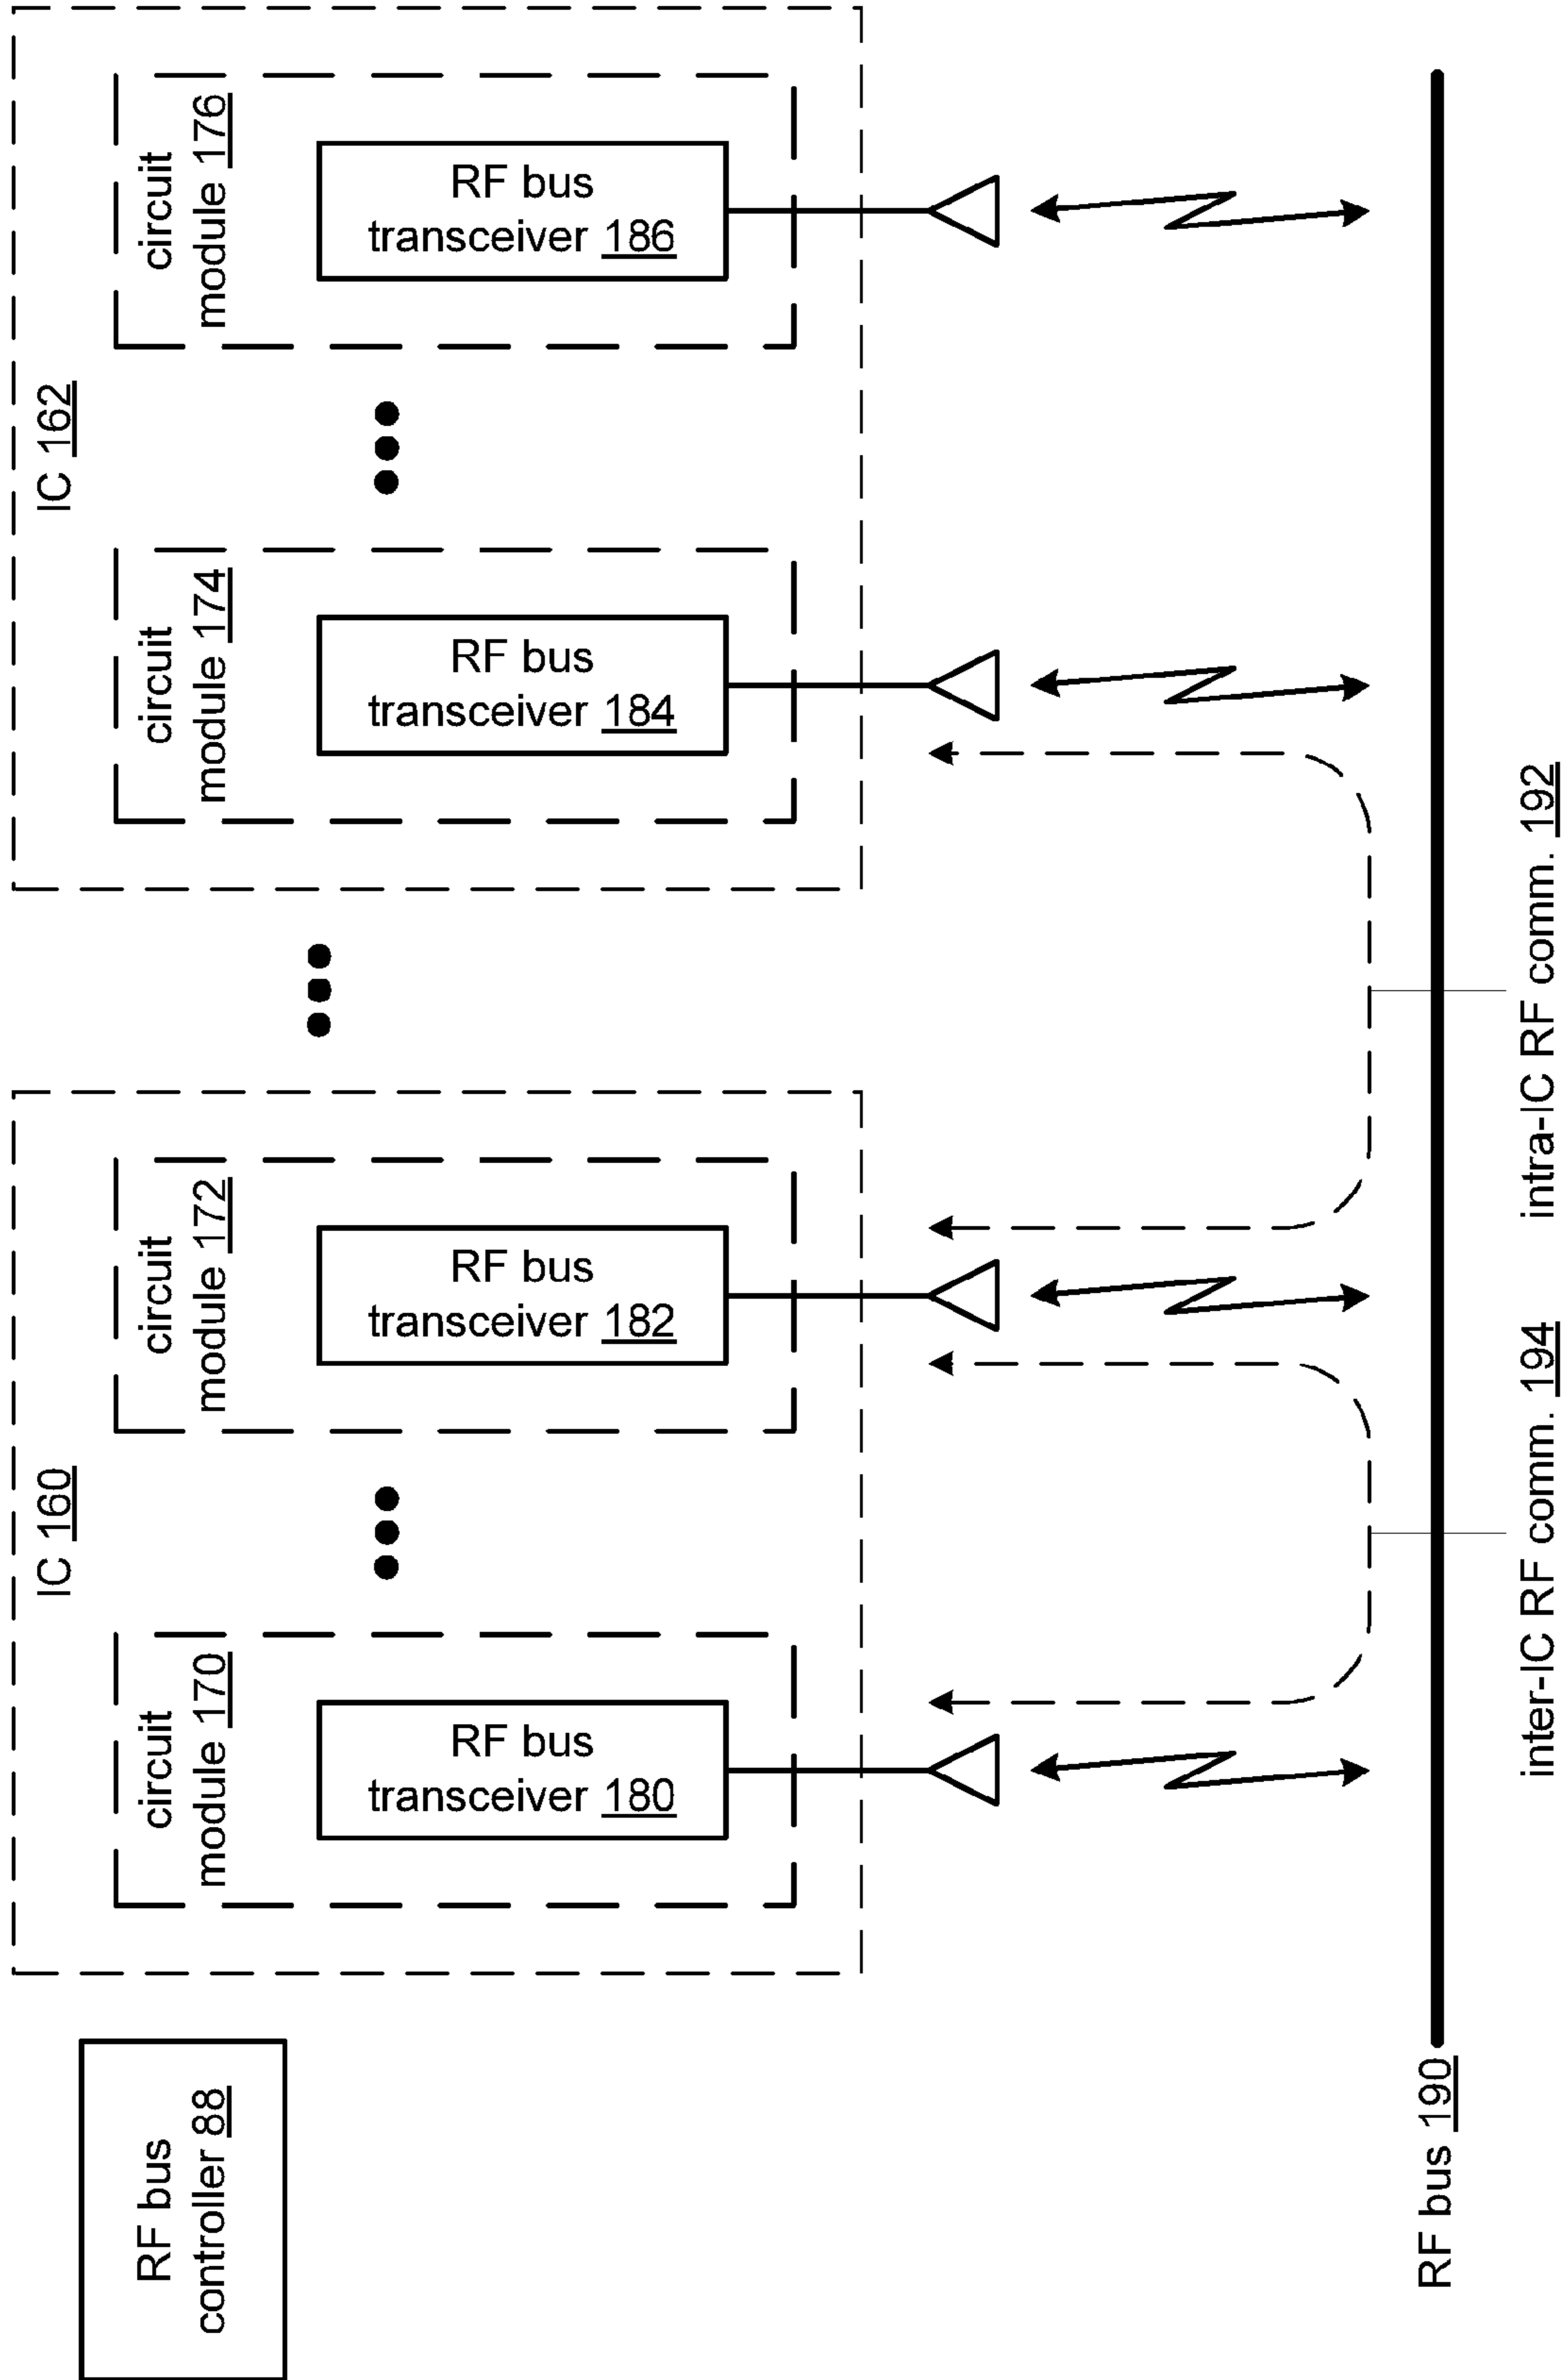 RF bus
controller 88
IC 160
circuit
module 170
RF bus
transceiver 180
circuit
module 172
RF bus
transceiver 182
IC 162
circuit
module 174
RF bus
transceiver 184
circuit
module 176
RF bus
transceiver 186
RF bus 190
inter-IC RF comm. 194
intra-IC RF comm. 192